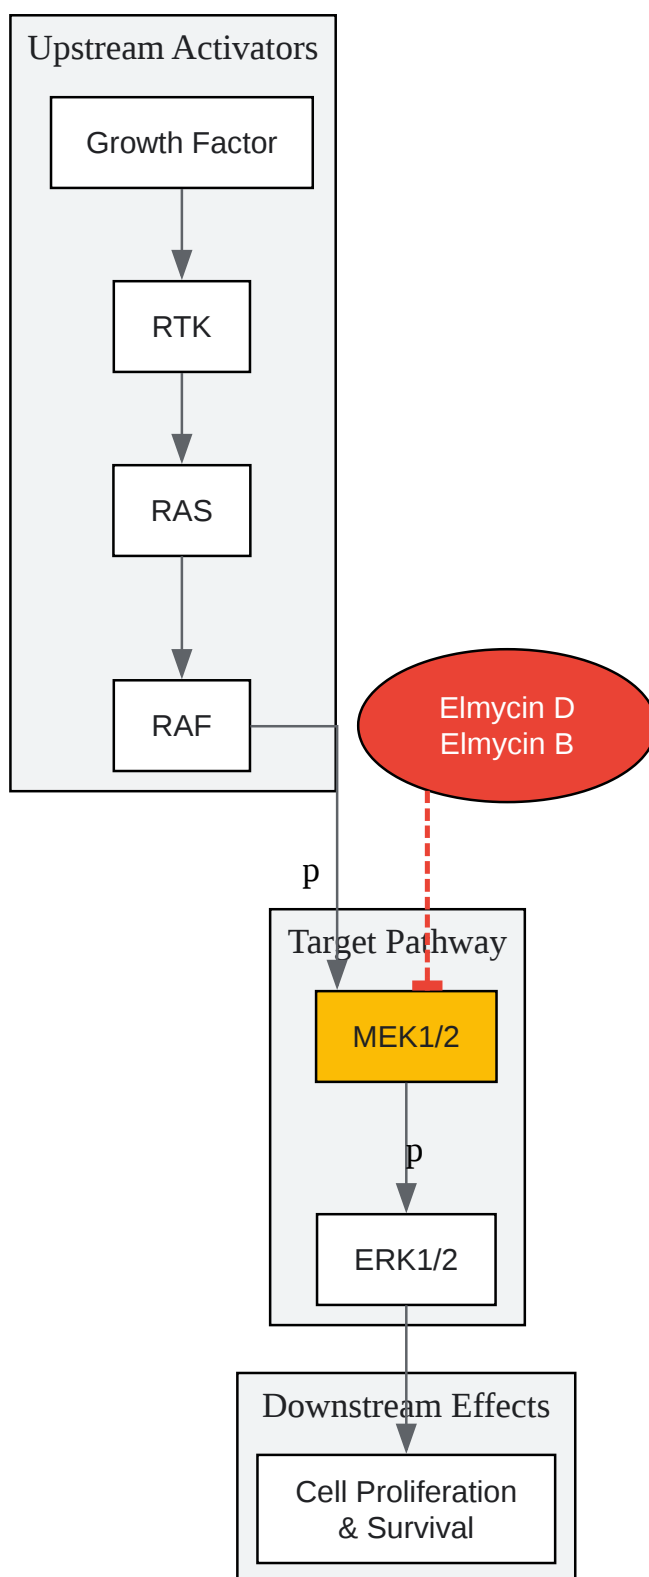 Upstream Activators
Growth Factor
RTK
RAS
RAF
Elmycin D
Elmycin B
p
Target Pathway
MEK1/2
p
ERK1/2
Downstream Effects
Cell Proliferation
& Survival